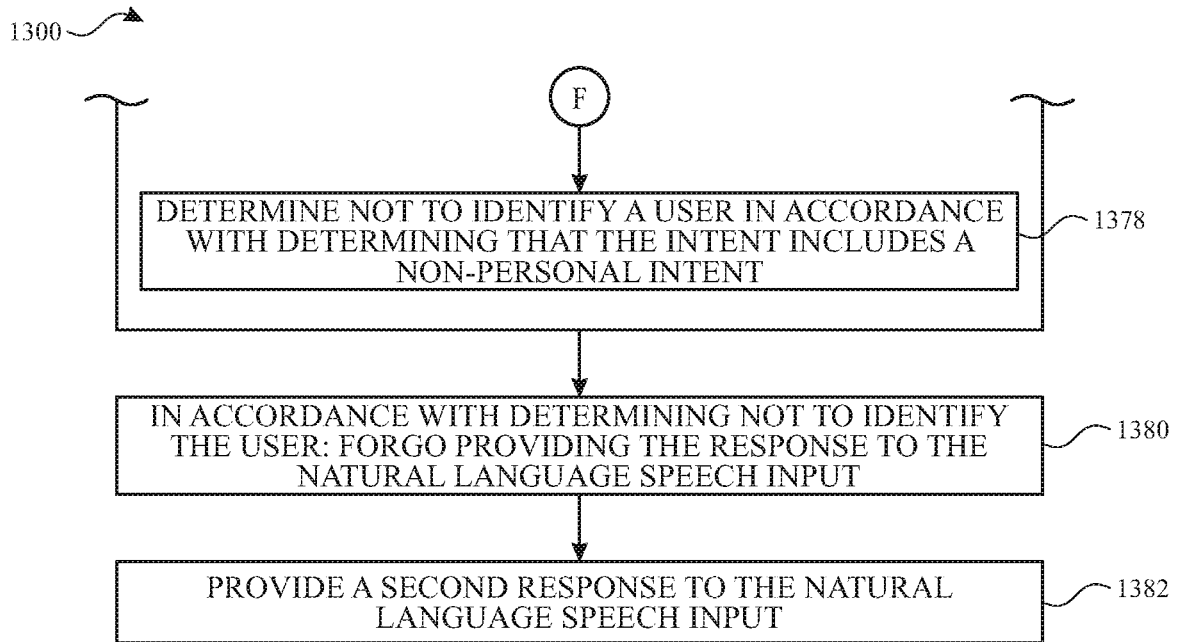 1300
F
DETERMINE NOT TO IDENTIFY A USER IN ACCORDANCE
WITH DETERMINING THAT THE INTENT INCLUDES A
NON-PERSONAL INTENT
1378
IN ACCORDANCE WITH DETERMINING NOT TO IDENTIFY
THE USER: FORGO PROVIDING THE RESPONSE TO THE
NATURAL LANGUAGE SPEECH INPUT
1380
PROVIDE A SECOND RESPONSE TO THE NATURAL
LANGUAGE SPEECH INPUT
1382